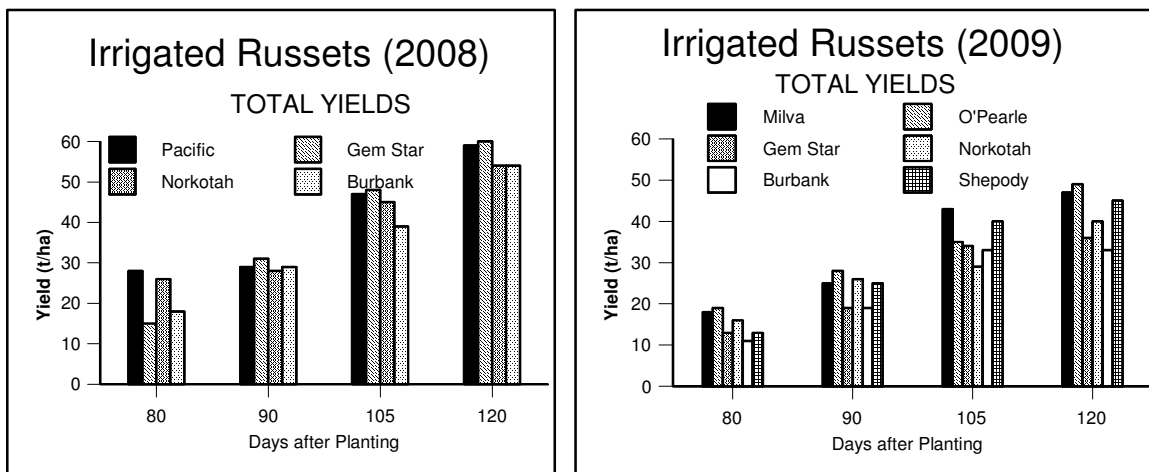 Irrigated Russets (2008)
TOTAL YIELDS
Pacific
Gem Star
Norkotah
Burbank
Yield (t/ha)
60
50
40
30
20
10
0
80
90
105
120
Days after Planting
Irrigated Russets (2009)
TOTAL YIELDS
Milva
O'Pearle
Gem Star
Norkotah
Burbank
Shepody
Yield (t/ha)
60
50
40
30
20
10
0
80
90
105
120
Days after Planting